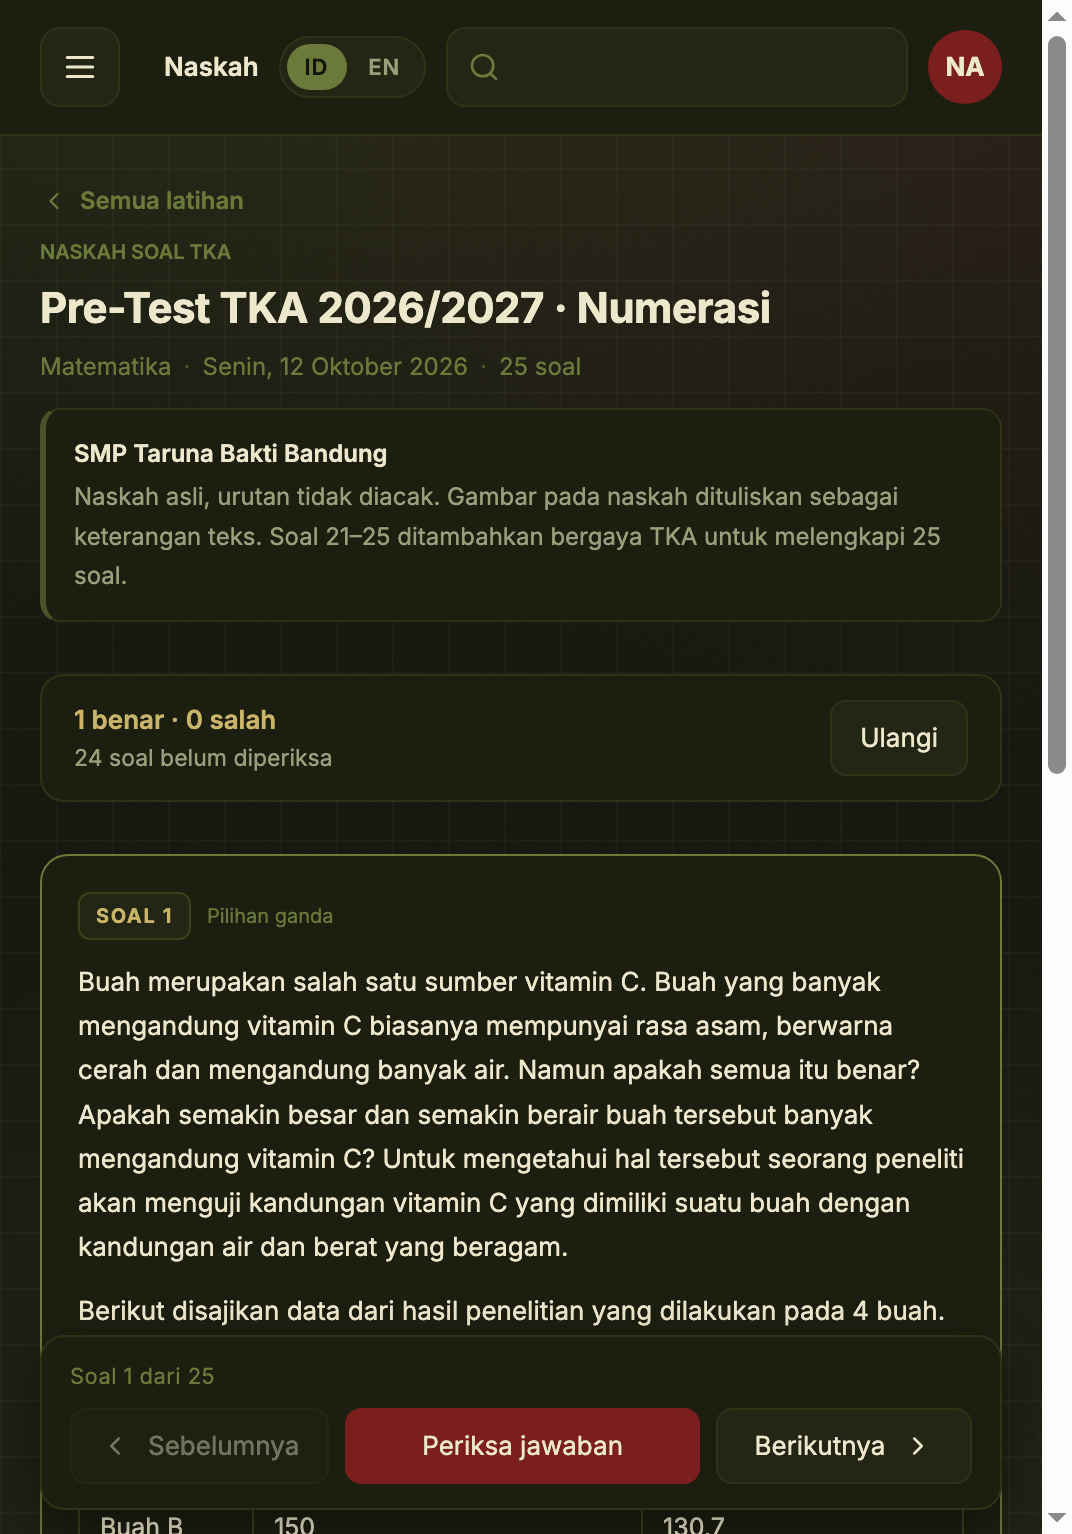 Naskah
ID
EN
NA
Semua latihan
NASKAH SOAL TKA
Pre-Test TKA 2026/2027 · Numerasi
Matematika · Senin, 12 Oktober 2026 · 25 soal
SMP Taruna Bakti Bandung
Naskah asli, urutan tidak diacak. Gambar pada naskah dituliskan sebagai
keterangan teks. Soal 21–25 ditambahkan bergaya TKA untuk melengkapi 25
soal.
1 benar · 0 salah
24 soal belum diperiksa
Ulangi
SOAL 1
Pilihan ganda
Buah merupakan salah satu sumber vitamin C. Buah yang banyak
mengandung vitamin C biasanya mempunyai rasa asam, berwarna
cerah dan mengandung banyak air. Namun apakah semua itu benar?
Apakah semakin besar dan semakin berair buah tersebut banyak
mengandung vitamin C? Untuk mengetahui hal tersebut seorang peneliti
akan menguji kandungan vitamin C yang dimiliki suatu buah dengan
kandungan air dan berat yang beragam.
Berikut disajikan data dari hasil penelitian yang dilakukan pada 4 buah.
Soal 1 dari 25
Sebelumnya
Periksa jawaban
Berikutnya
Buah B
150
130,7